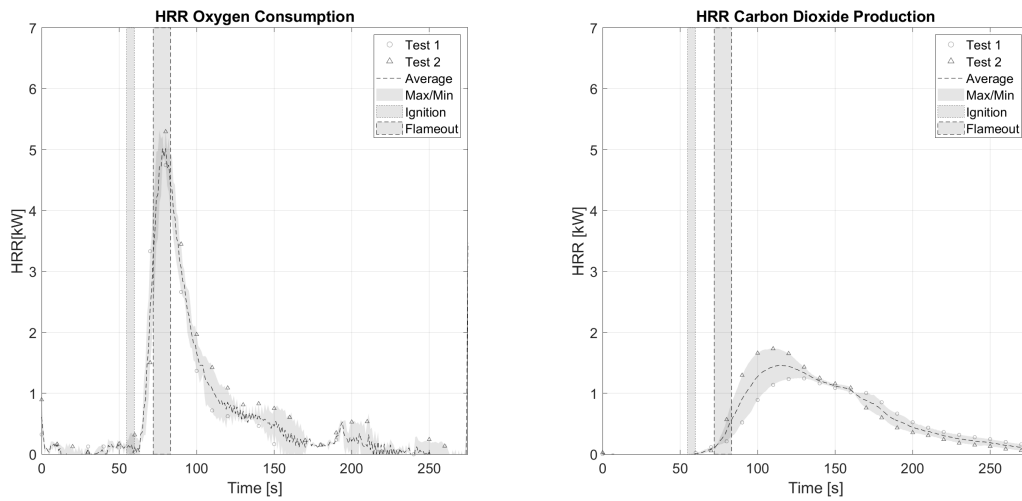 HRR Oxygen Consumption
7
6
5
4
3
2
1
0
HRR[kW]
0 50 100 150 200 250
Time [s]
Test 1
Test 2
Average
Max/Min
Ignition
Flameout
HRR Carbon Dioxide Production
7
6
5
4
3
2
1
0
HRR [kW]
0 50 100 150 200 250
Time [s]
Test 1
Test 2
Average
Max/Min
Ignition
Flameout